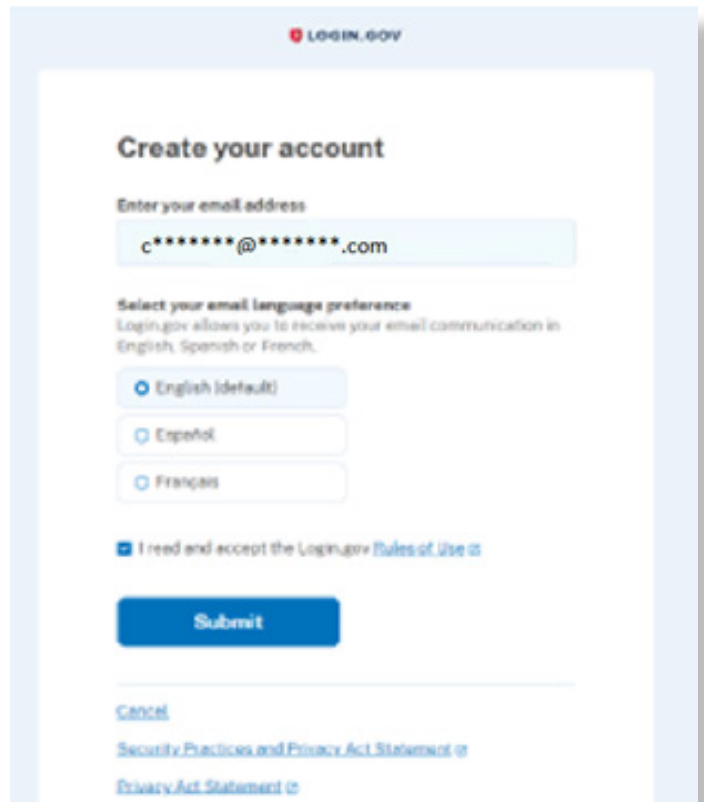 LOGIN.GOV
Create your account
Enter your email address
c*******@*******.com
Select your email language preference
Login.gov allows you to receive your email communication in
English, Spanish or French.
English (default)
Español
Français
I read and accept the Login.gov Rules of Use
Submit
Cancel
Security Practices and Privacy Act Statement
Privacy Act Statement